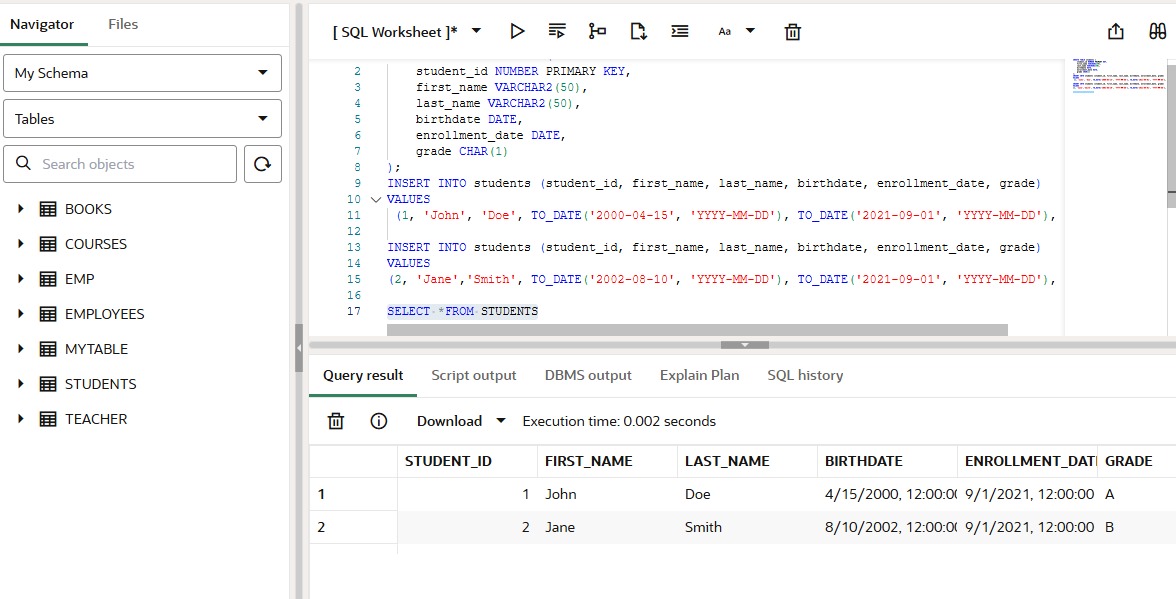 Navigator Files
My Schema
Tables
Search objects
BOOKS
COURSES
EMP
EMPLOYEES
MYTABLE
STUDENTS
TEACHER
[ SQL Worksheet ]* Aa
2 student_id NUMBER PRIMARY KEY,
3 first_name VARCHAR2(50),
4 last_name VARCHAR2(50),
5 birthdate DATE,
6 enrollment_date DATE,
7 grade CHAR(1)
8 );
9 INSERT INTO students (student_id, first_name, last_name, birthdate, enrollment_date, grade)
10 VALUES
11 (1, 'John', 'Doe', TO_DATE('2000-04-15', 'YYYY-MM-DD'), TO_DATE('2021-09-01', 'YYYY-MM-DD'),
12
13 INSERT INTO students (student_id, first_name, last_name, birthdate, enrollment_date, grade)
14 VALUES
15 (2, 'Jane','Smith', TO_DATE('2002-08-10', 'YYYY-MM-DD'), TO_DATE('2021-09-01', 'YYYY-MM-DD'),
16
17 SELECT *FROM STUDENTS
Query result Script output DBMS output Explain Plan SQL history
Download Execution time: 0.002 seconds
STUDENT_ID FIRST_NAME LAST_NAME BIRTHDATE ENROLLMENT_DAT GRADE
1 1 John Doe 4/15/2000, 12:00:00 9/1/2021, 12:00:00 A
2 2 Jane Smith 8/10/2002, 12:00:00 9/1/2021, 12:00:00 B